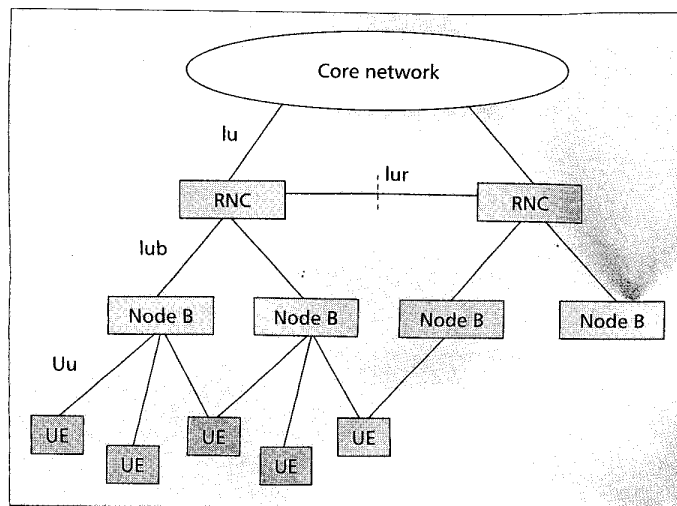 Core network
Iu
Iur
RNC
RNC
Iub
Node B
Node B
Node B
Node B
Uu
UE
UE
UE
UE
UE